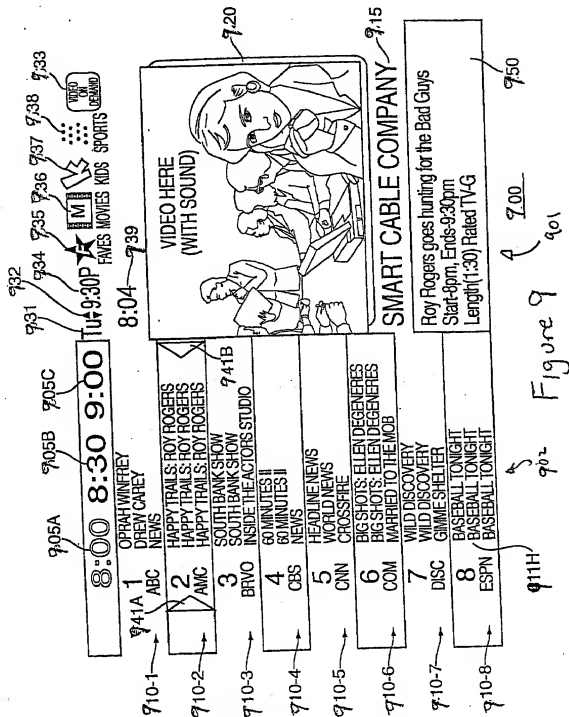 905A 905B 905C 931 932 934 935 936 937 938 933
8:00 8:30 9:00 Tu 9:30P FAVES MOVIES KIDS SPORTS VIDEO ON DEMAND
M
8:04 939
941A
910-1 1 ABC
OPRAH WINFREY
DREW CAREY
NEWS
910-2 2 AMC
HAPPY TRAILS: ROY ROGERS
HAPPY TRAILS: ROY ROGERS
HAPPY TRAILS: ROY ROGERS
941B
910-3 3 BRVO
SOUTH BANK SHOW
SOUTH BANK SHOW
INSIDE THE ACTORS STUDIO
910-4 4 CBS
60 MINUTES II
60 MINUTES II
NEWS
910-5 5 CNN
HEADLINE NEWS
WORLD NEWS
CROSSFIRE
910-6 6 COM
BIG SHOTS: ELLEN DEGENERES
BIG SHOTS: ELLEN DEGENERES
MARRIED TO THE MOB
910-7 7 DISC
WILD DISCOVERY
WILD DISCOVERY
GIMME SHELTER
910-8 8 ESPN
BASEBALL TONIGHT
BASEBALL TONIGHT
BASEBALL TONIGHT
911H
VIDEO HERE
(WITH SOUND)
920
SMART CABLE COMPANY
915
Roy Rogers goes hunting for the Bad Guys
Start-8pm, Ends-9:30pm
Length(1:30) Rated TV-G
950
902
901
900
Figure 9